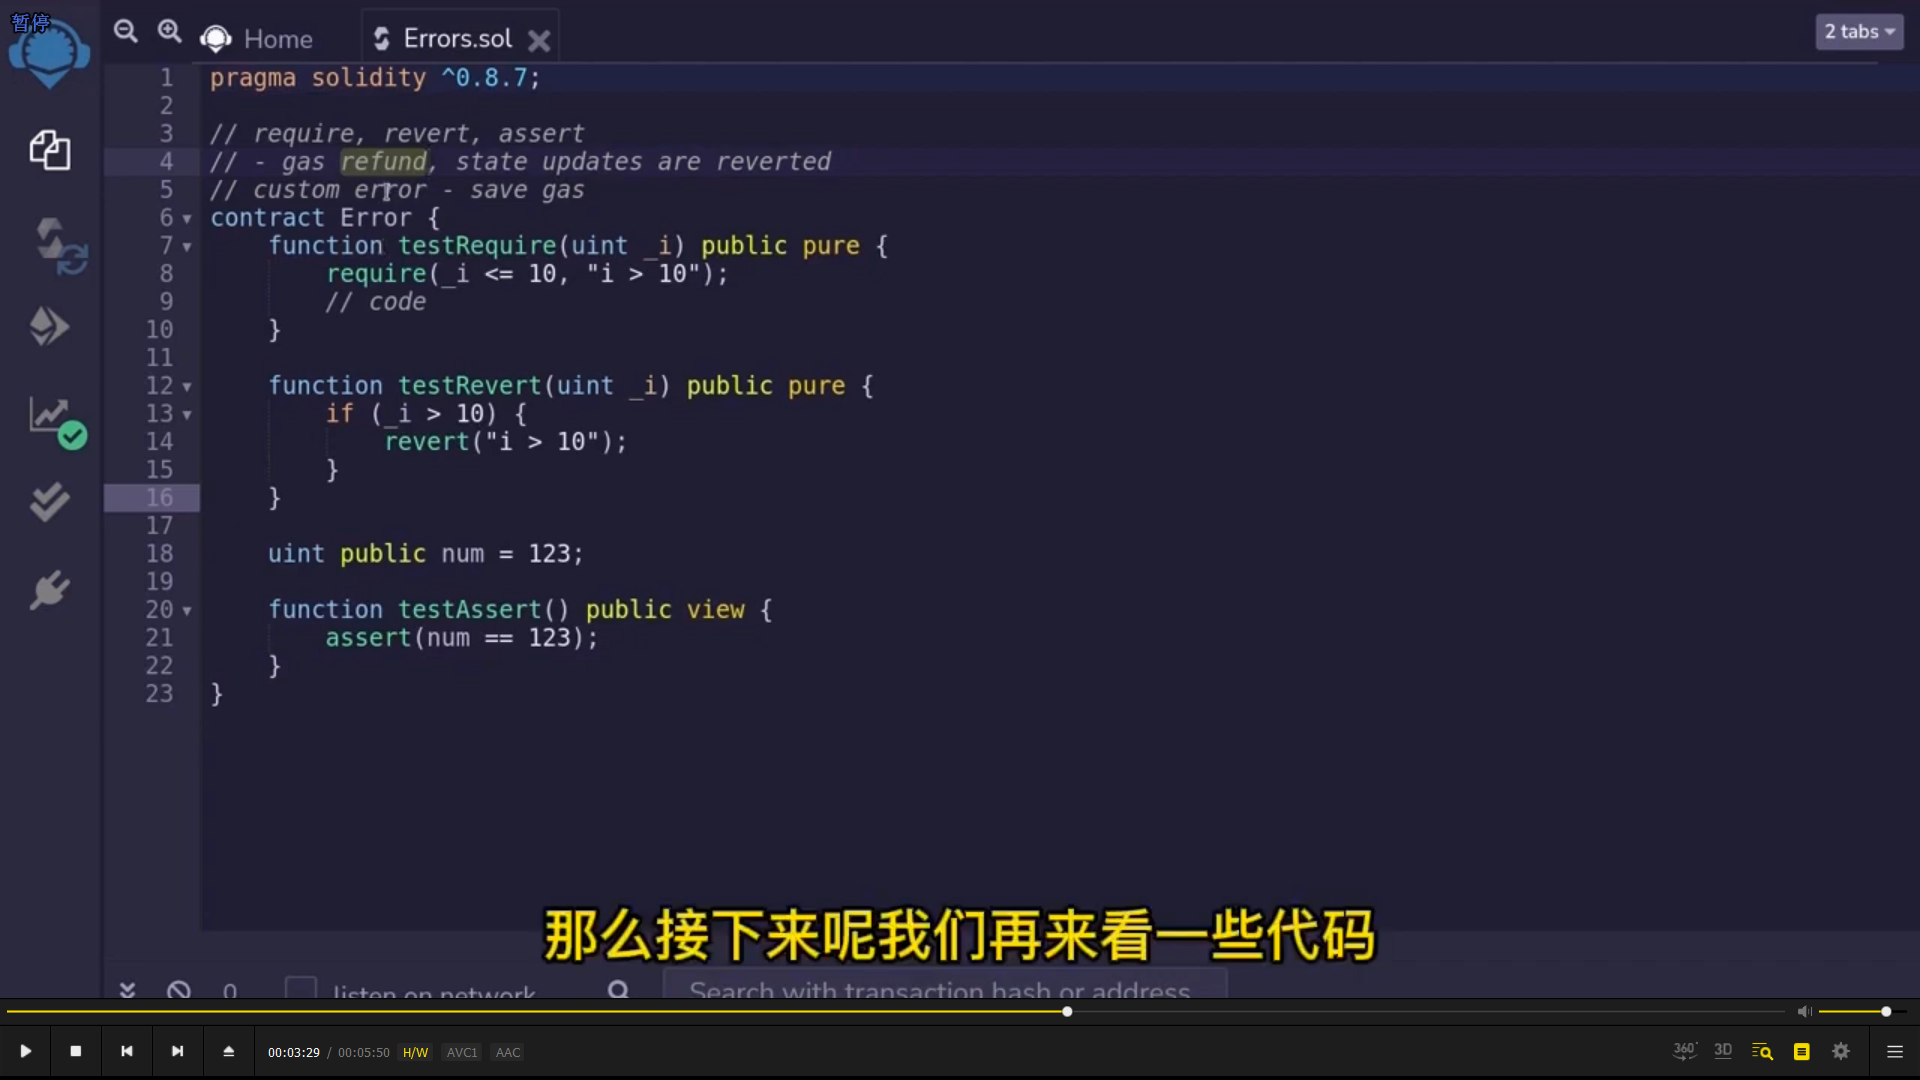 暂停
Home
Errors.sol
2 tabs
1 pragma solidity ^0.8.7;
2
3 // require, revert, assert
4 // - gas refund, state updates are reverted
5 // custom error - save gas
6 contract Error {
7 function testRequire(uint _i) public pure {
8 require(_i <= 10, "i > 10");
9 // code
10 }
11
12 function testRevert(uint _i) public pure {
13 if (_i > 10) {
14 revert("i > 10");
15 }
16 }
17
18 uint public num = 123;
19
20 function testAssert() public view {
21 assert(num == 123);
22 }
23 }
那么接下来呢我们再来看一些代码
0
listen on network
Search with transaction hash or address
00:03:29 / 00:05:50 H/W AVC1 AAC
360° 3D